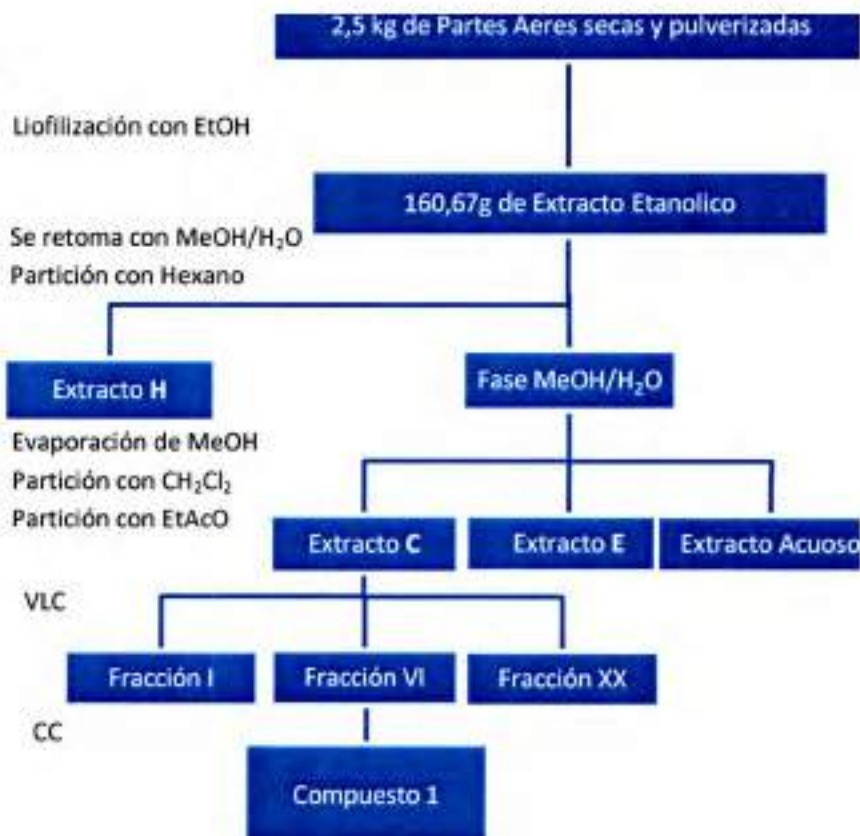 2,5 kg de Partes Aeres secas y pulverizadas
Liofilización con EtOH
160,67g de Extracto Etanolico
Se retoma con MeOH/H₂O
Partición con Hexano
Extracto H
Fase MeOH/H₂O
Evaporación de MeOH
Partición con CH₂Cl₂
Partición con EtAcO
Extracto C
Extracto E
Extracto Acuoso
VLC
Fracción I
Fracción VI
Fracción XX
CC
Compuesto 1